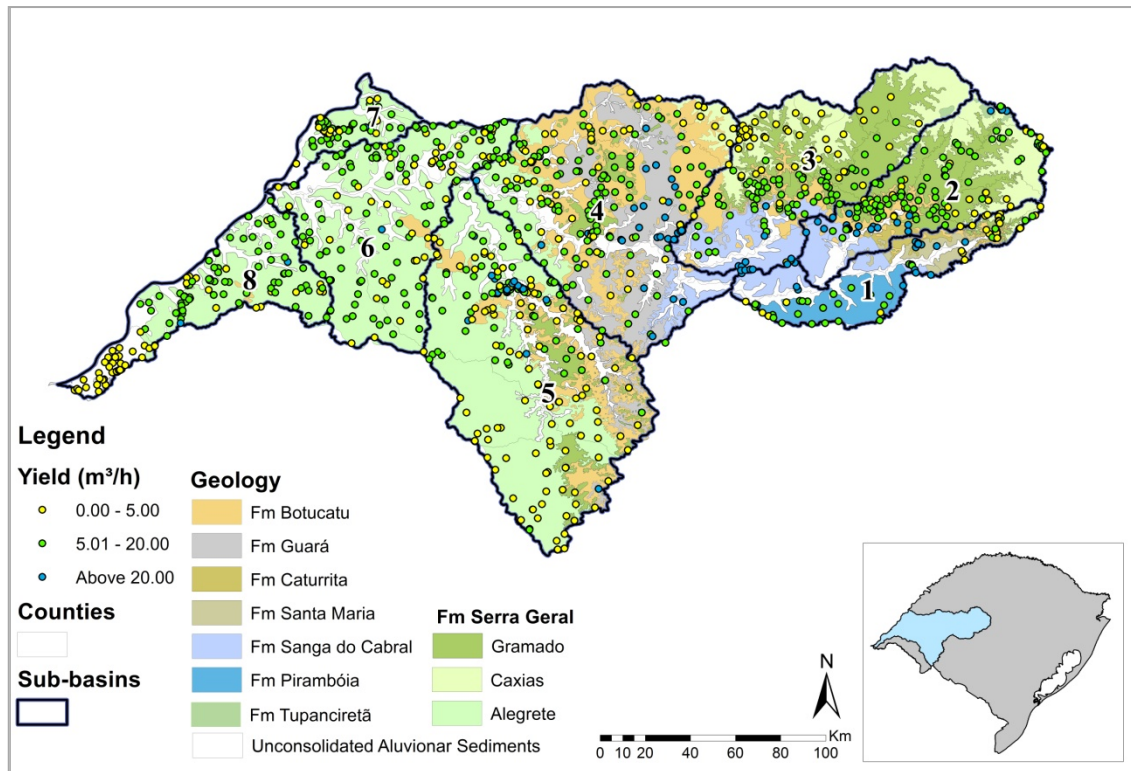 7
3
2
4
6
8
1
5
Legend
Yield (m³/h)
0.00 - 5.00
5.01 - 20.00
Above 20.00
Counties
Sub-basins
Geology
Fm Botucatu
Fm Guará
Fm Caturrita
Fm Santa Maria
Fm Sanga do Cabral
Fm Pirambóia
Fm Tupanciretã
Unconsolidated Aluvionar Sediments
Fm Serra Geral
Gramado
Caxias
Alegrete
N
Km
0 5 10 20 40 60 80 100